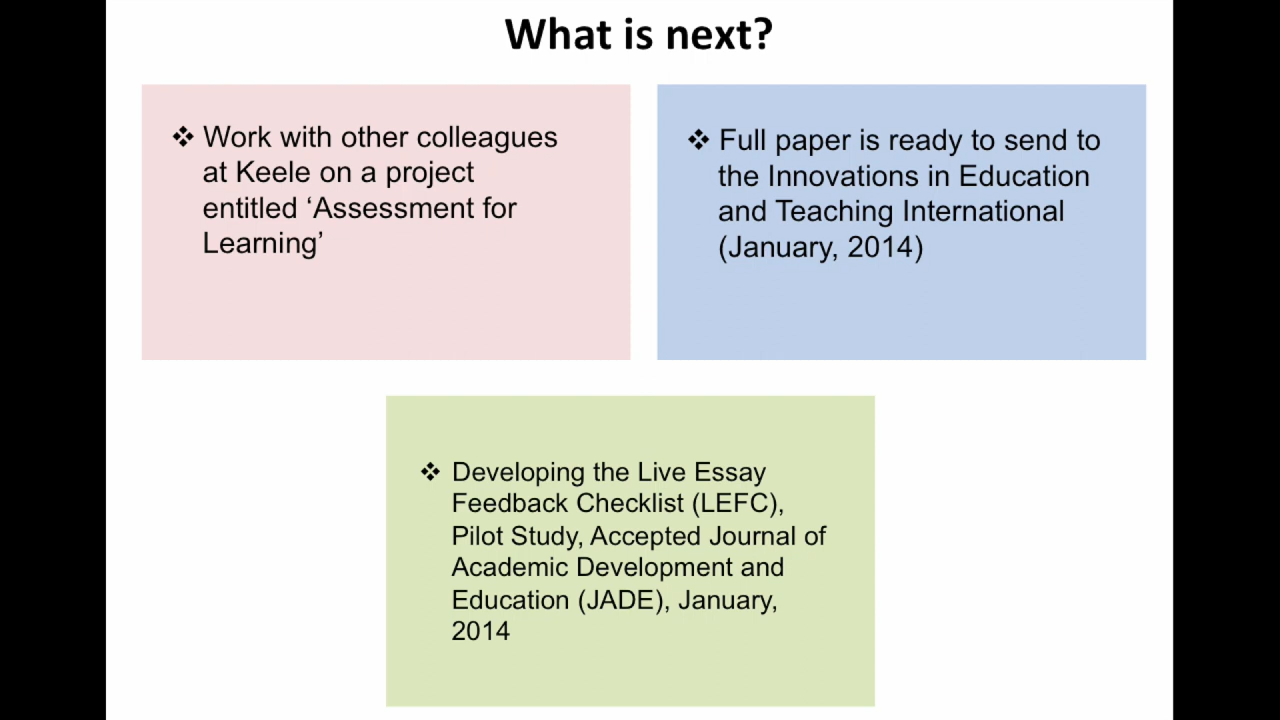 What is next?
❖ Work with other colleagues
at Keele on a project
entitled ‘Assessment for
Learning’
❖ Full paper is ready to send to
the Innovations in Education
and Teaching International
(January, 2014)
❖ Developing the Live Essay
Feedback Checklist (LEFC),
Pilot Study, Accepted Journal of
Academic Development and
Education (JADE), January,
2014